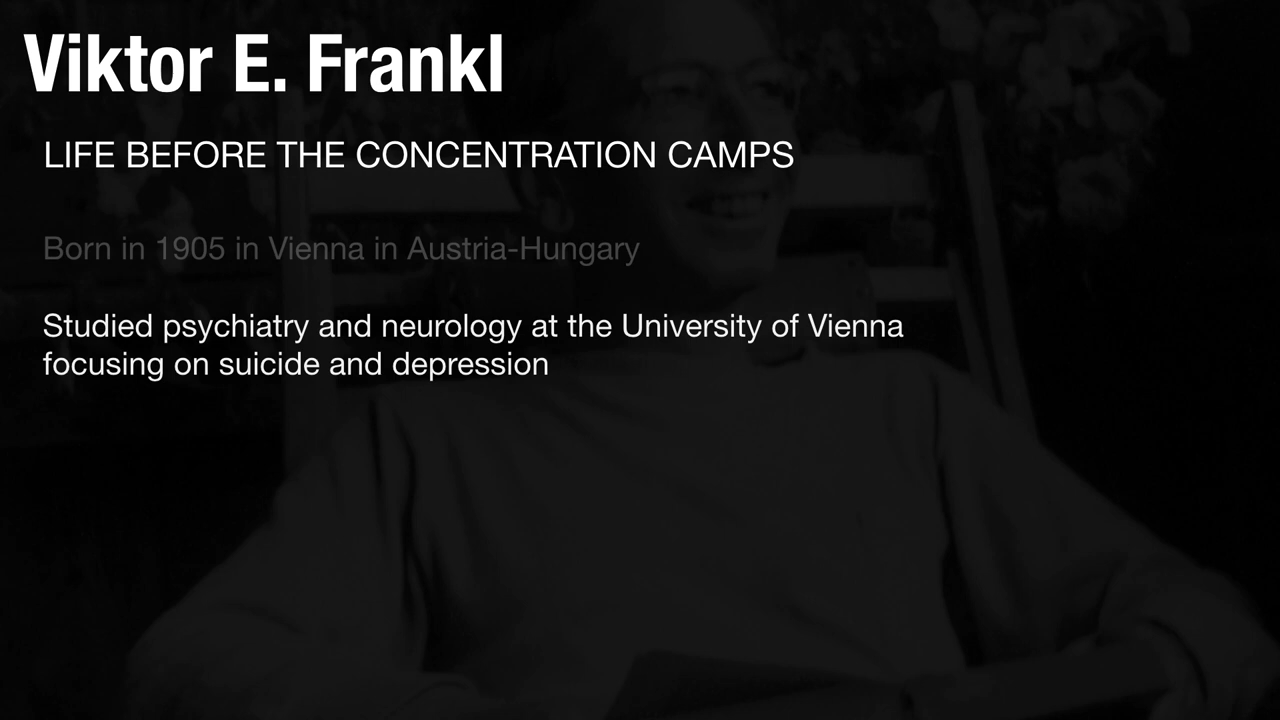 Viktor E. Frankl
LIFE BEFORE THE CONCENTRATION CAMPS
Born in 1905 in Vienna in Austria-Hungary
Studied psychiatry and neurology at the University of Vienna
focusing on suicide and depression